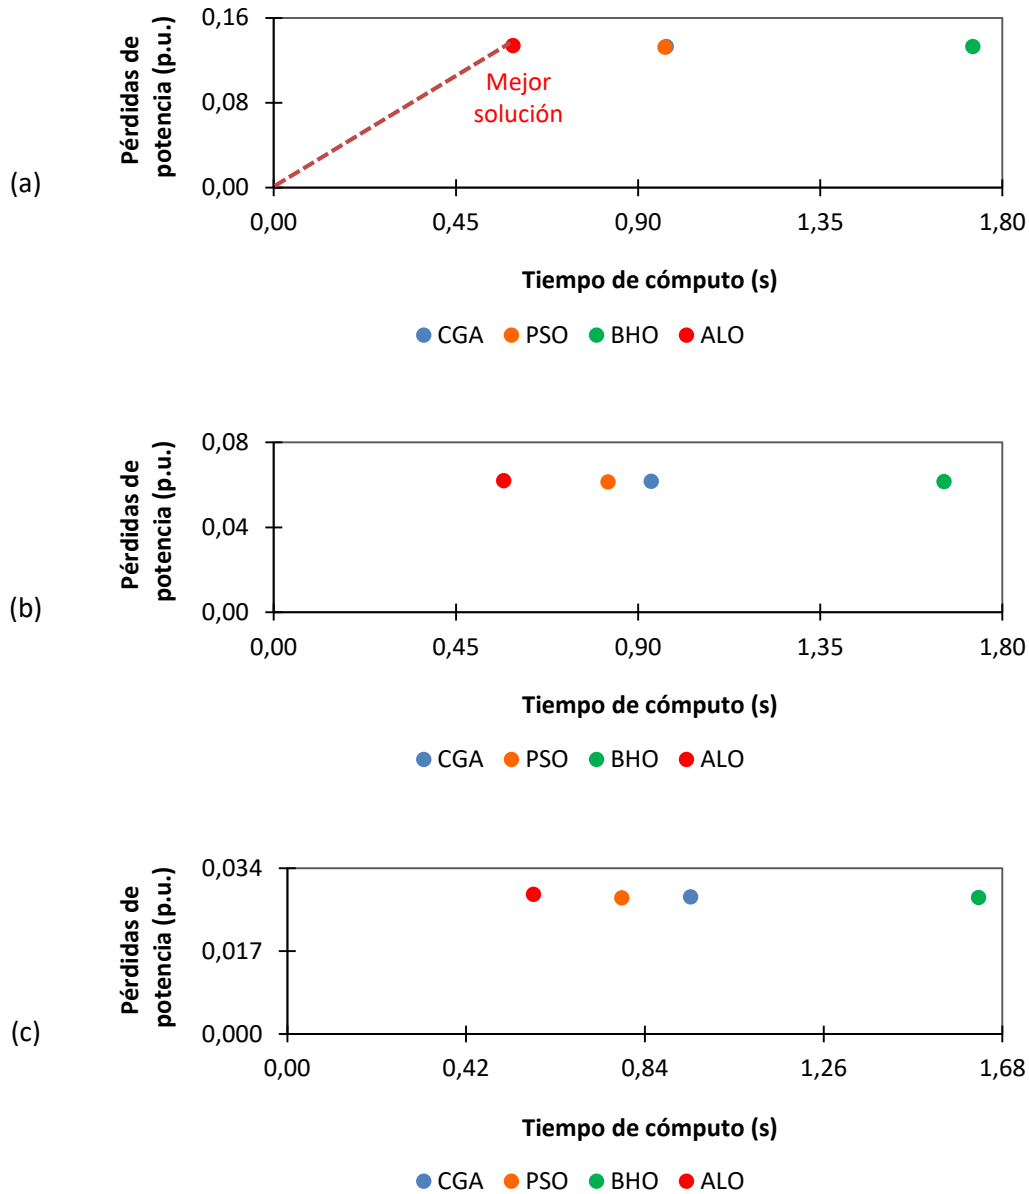 (a)
Pérdidas de
potencia (p.u.)
0,16
0,08
0,00
Mejor
solución
0,00 0,45 0,90 1,35 1,80
Tiempo de cómputo (s)
CGA PSO BHO ALO
(b)
Pérdidas de
potencia (p.u.)
0,08
0,04
0,00
0,00 0,45 0,90 1,35 1,80
Tiempo de cómputo (s)
CGA PSO BHO ALO
(c)
Pérdidas de
potencia (p.u.)
0,034
0,017
0,000
0,00 0,42 0,84 1,26 1,68
Tiempo de cómputo (s)
CGA PSO BHO ALO